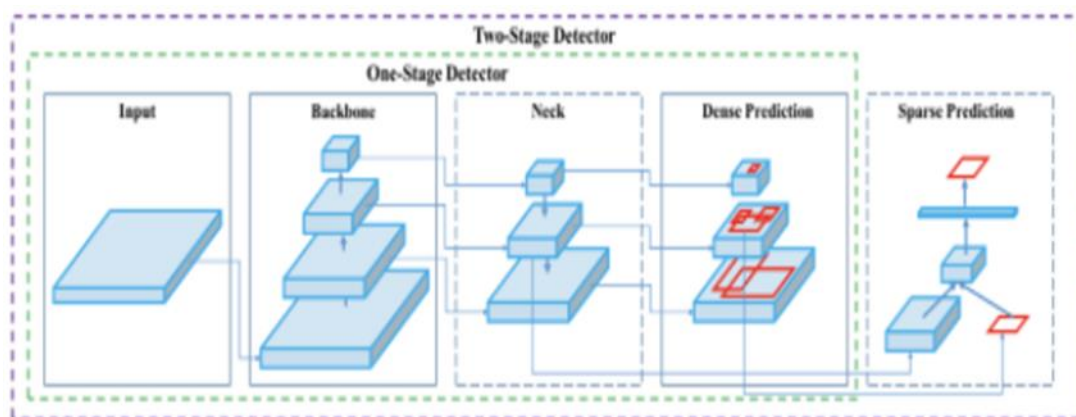 Two-Stage Detector
One-Stage Detector
Input
Backbone
Neck
Dense Prediction
Sparse Prediction